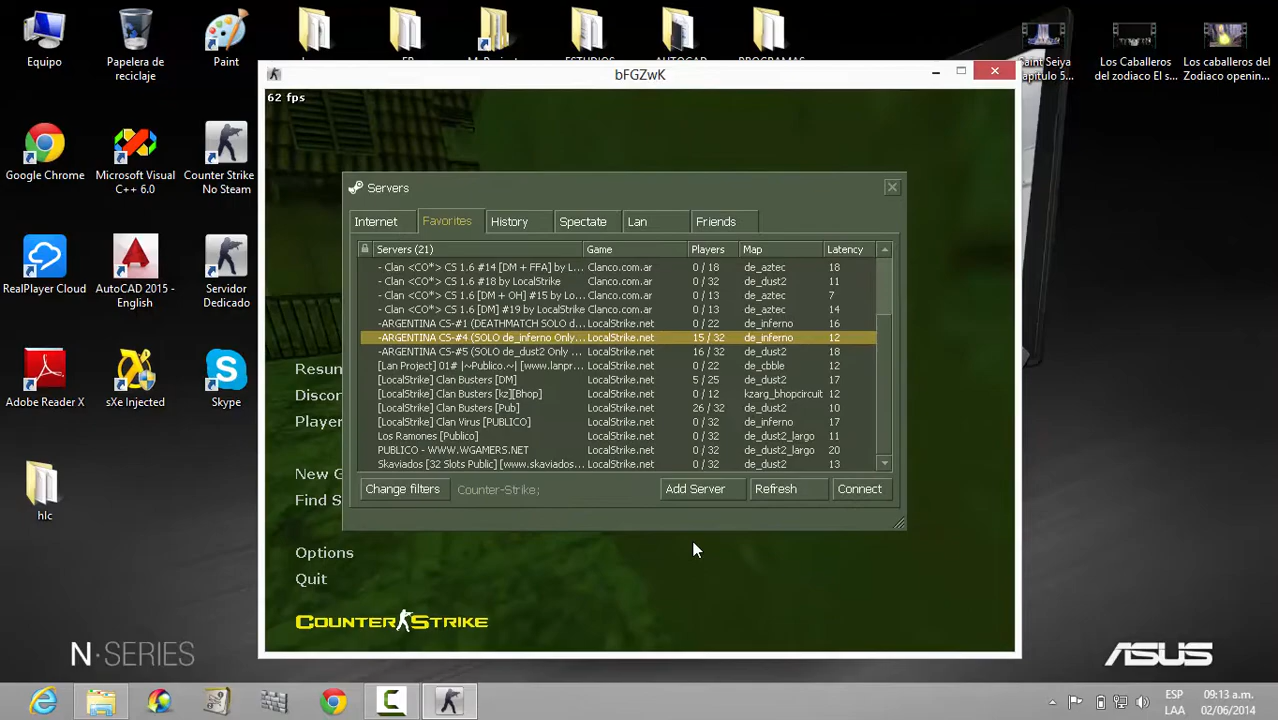 Equipo
Papelera de reciclaje
Paint
AUTOCAD
PROGRAMAS
Saint Seiya
Capitulo 5...
Los Caballeros
del zodiaco El s...
Los caballeros del
Zodiaco openin...
bFGZwK
62 fps
Google Chrome
Microsoft Visual C++ 6.0
Counter Strike No Steam
RealPlayer Cloud
AutoCAD 2015 - English
Servidor Dedicado
Adobe Reader X
sXe Injected
Skype
hlc
Servers
Internet Favorites History Spectate Lan Friends
Servers (21) Game Players Map Latency
- Clan <CO*> CS 1.6 #14 [DM + FFA] by L... Clanco.com.ar 0 / 18 de_aztec 18
- Clan <CO*> CS 1.6 #18 by LocalStrike Clanco.com.ar 0 / 32 de_dust2 11
- Clan <CO*> CS 1.6 [DM + OH] #15 by Lo... Clanco.com.ar 0 / 13 de_aztec 7
- Clan <CO*> CS 1.6 [DM] #19 by LocalStrike Clanco.com.ar 0 / 13 de_aztec 14
-ARGENTINA CS-#1 (DEATHMATCH SOLO d... LocalStrike.net 0 / 22 de_inferno 16
-ARGENTINA CS-#4 (SOLO de_inferno Only... LocalStrike.net 15 / 32 de_inferno 12
-ARGENTINA CS-#5 (SOLO de_dust2 Only ... LocalStrike.net 16 / 32 de_dust2 18
[Lan Project] 01# |~Publico.~| [www.lanpr... LocalStrike.net 0 / 22 de_cbble 12
[LocalStrike] Clan Busters [DM] LocalStrike.net 5 / 25 de_dust2 17
[LocalStrike] Clan Busters [kz][Bhop] LocalStrike.net 0 / 12 kzarg_bhopcircuit 12
[LocalStrike] Clan Busters [Pub] LocalStrike.net 26 / 32 de_dust2 10
[LocalStrike] Clan Virus [PUBLICO] LocalStrike.net 0 / 32 de_inferno 17
Los Ramones [Publico] LocalStrike.net 0 / 32 de_dust2_largo 11
PUBLICO - WWW.WGAMERS.NET LocalStrike.net 0 / 32 de_dust2_largo 20
Skaviados [32 Slots Public] [www.skaviados... LocalStrike.net 0 / 32 de_dust2 13
Change filters Counter-Strike; Add Server Refresh Connect
Resum
Discon
Player
New G
Find S
Options
Quit
COUNTER STRIKE
N·SERIES
ASUS
ESP 09:13 a.m.
LAA 02/06/2014